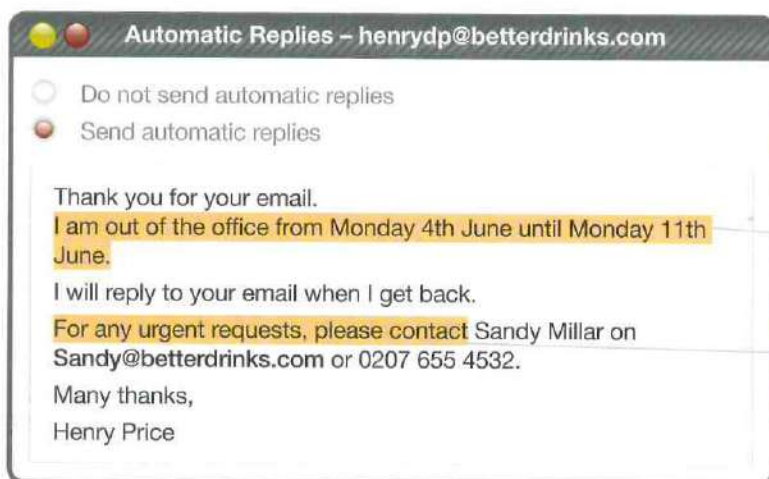 Automatic Replies – henrydp@betterdrinks.com
Do not send automatic replies
Send automatic replies
Thank you for your email.
I am out of the office from Monday 4th June until Monday 11th
June.
I will reply to your email when I get back.
For any urgent requests, please contact Sandy Millar on
Sandy@betterdrinks.com or 0207 655 4532.
Many thanks,
Henry Price